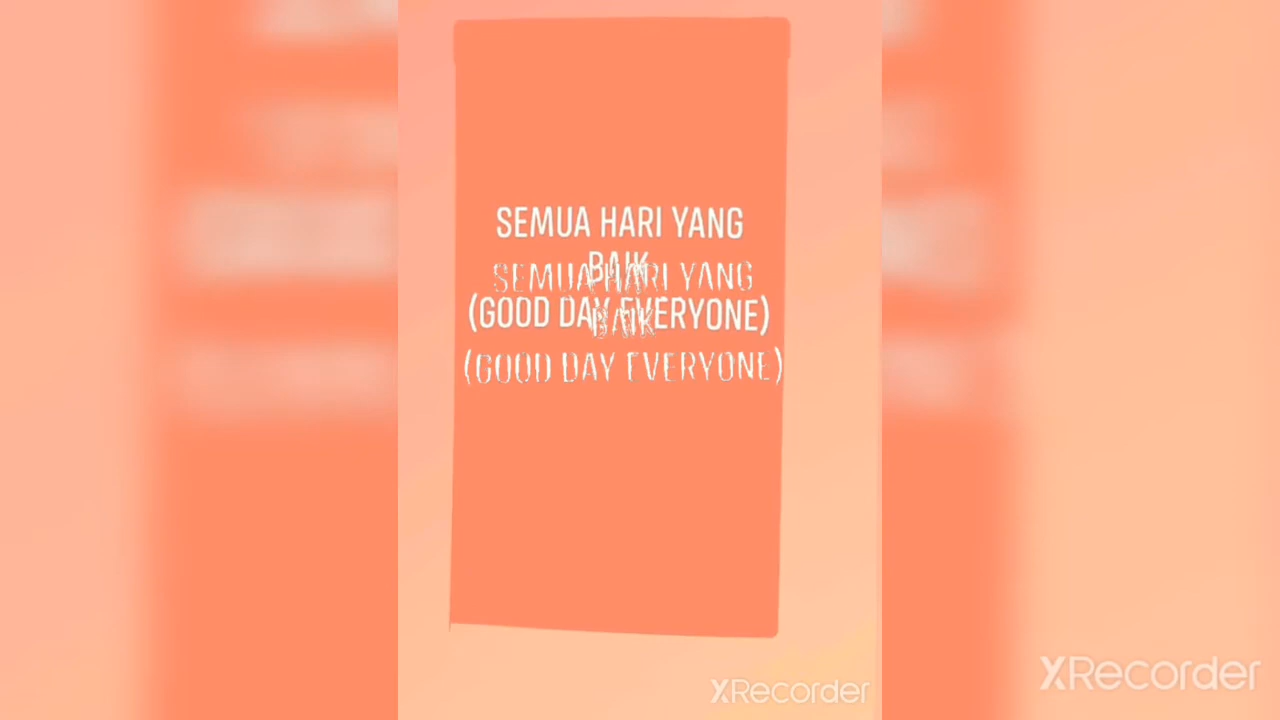 SEMUA HARI YANG
BAIK
(GOOD DAY EVERYONE)
SEMUA HARI YANG
BAIK
(GOOD DAY EVERYONE)
XRecorder
XRecorder